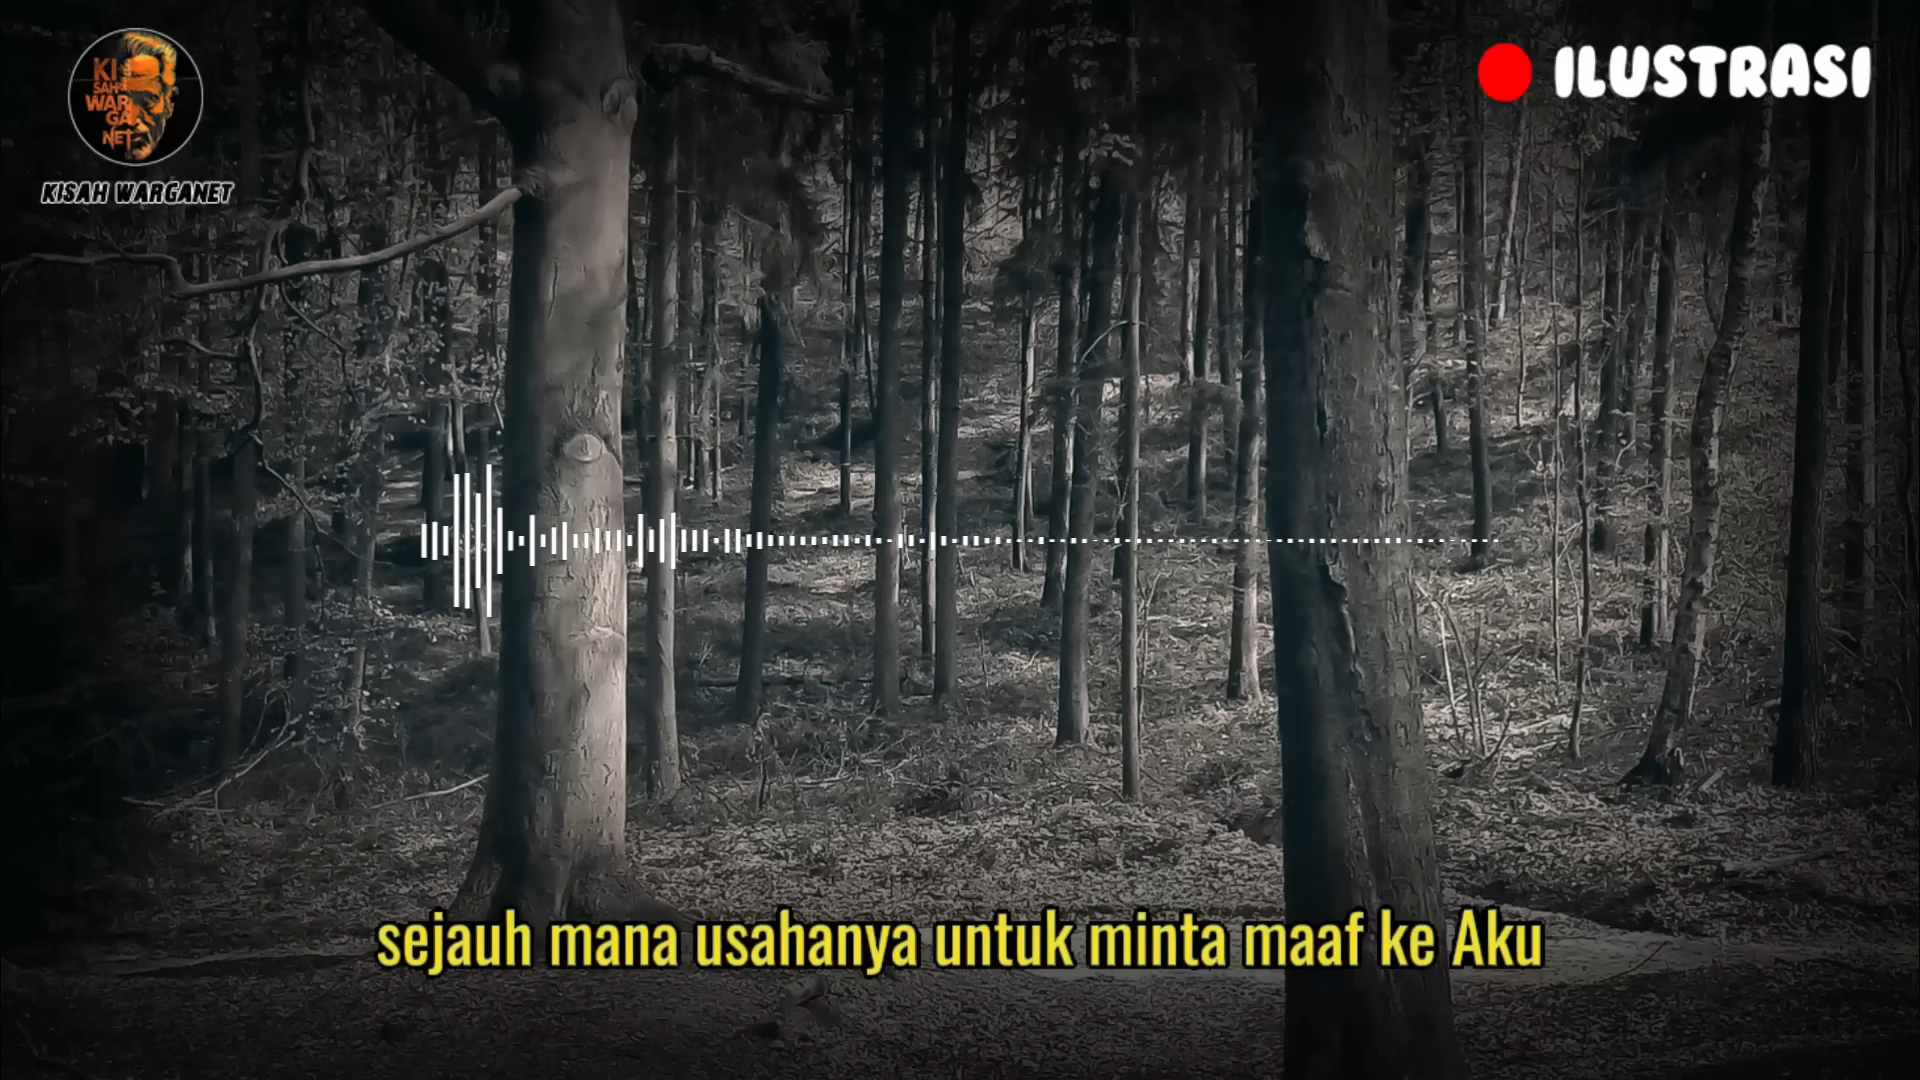 KI
SAH
WAR
GA
NET
KISAH WARGANET
ILUSTRASI
sejauh mana usahanya untuk minta maaf ke Aku